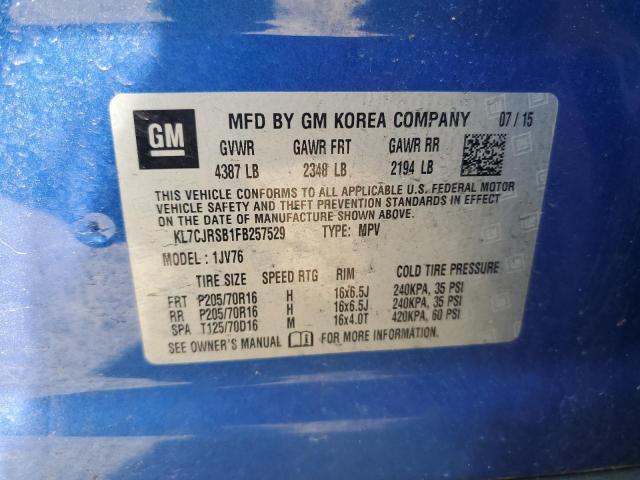 GM MFD BY GM KOREA COMPANY 07 / 15
GVWR GAWR FRT GAWR RR
4387 LB 2348 LB 2194 LB
THIS VEHICLE CONFORMS TO ALL APPLICABLE U.S. FEDERAL MOTOR
VEHICLE SAFETY AND THEFT PREVENTION STANDARDS IN EFFECT
ON THE DATE OF MANUFACTURE SHOWN ABOVE.
KL7CJRSB1FB257529 TYPE: MPV
MODEL : 1JV76
TIRE SIZE SPEED RTG RIM COLD TIRE PRESSURE
FRT P205/70R16 H 16x6.5J 240KPA, 35 PSI
RR P205/70R16 H 16x6.5J 240KPA, 35 PSI
SPA T125/70D16 M 16x4.0T 420KPA, 60 PSI
SEE OWNER'S MANUAL FOR MORE INFORMATION.